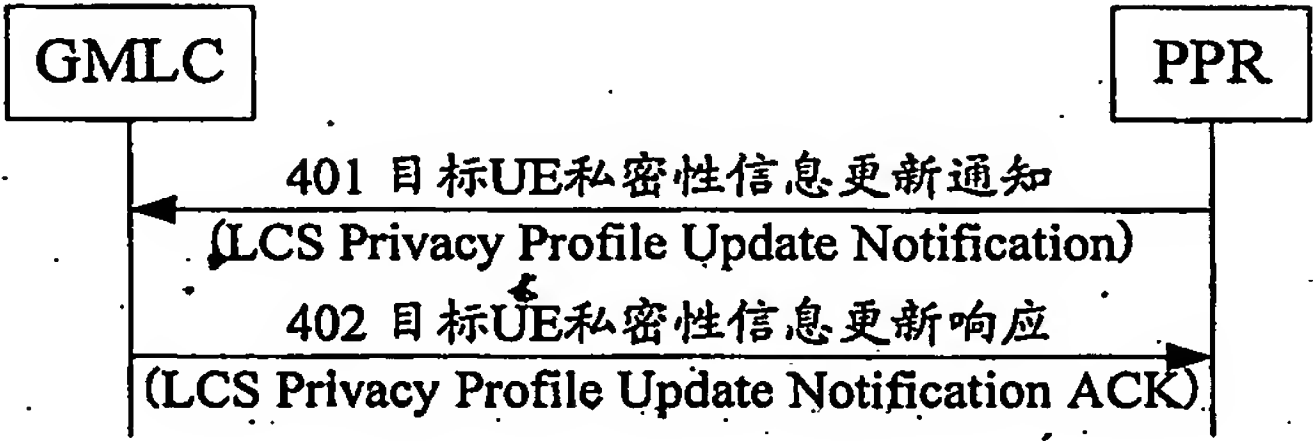 GMLC
PPR
401 目标UE私密性信息更新通知
(LCS Privacy Profile Update Notification)
402 目标UE私密性信息更新响应
(LCS Privacy Profile Update Notification ACK)